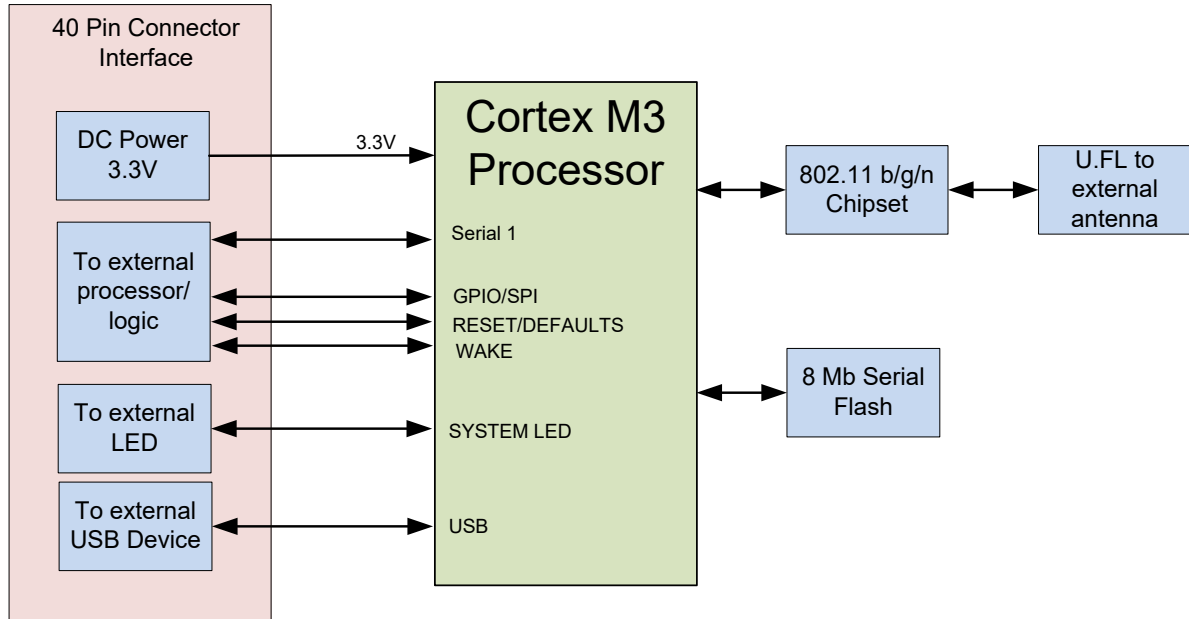 40 Pin Connector
Interface
DC Power
3.3V
3.3V
To external
processor/
logic
To external
LED
To external
USB Device
Cortex M3
Processor
Serial 1
GPIO/SPI
RESET/DEFAULTS
WAKE
SYSTEM LED
USB
802.11 b/g/n
Chipset
U.FL to
external
antenna
8 Mb Serial
Flash